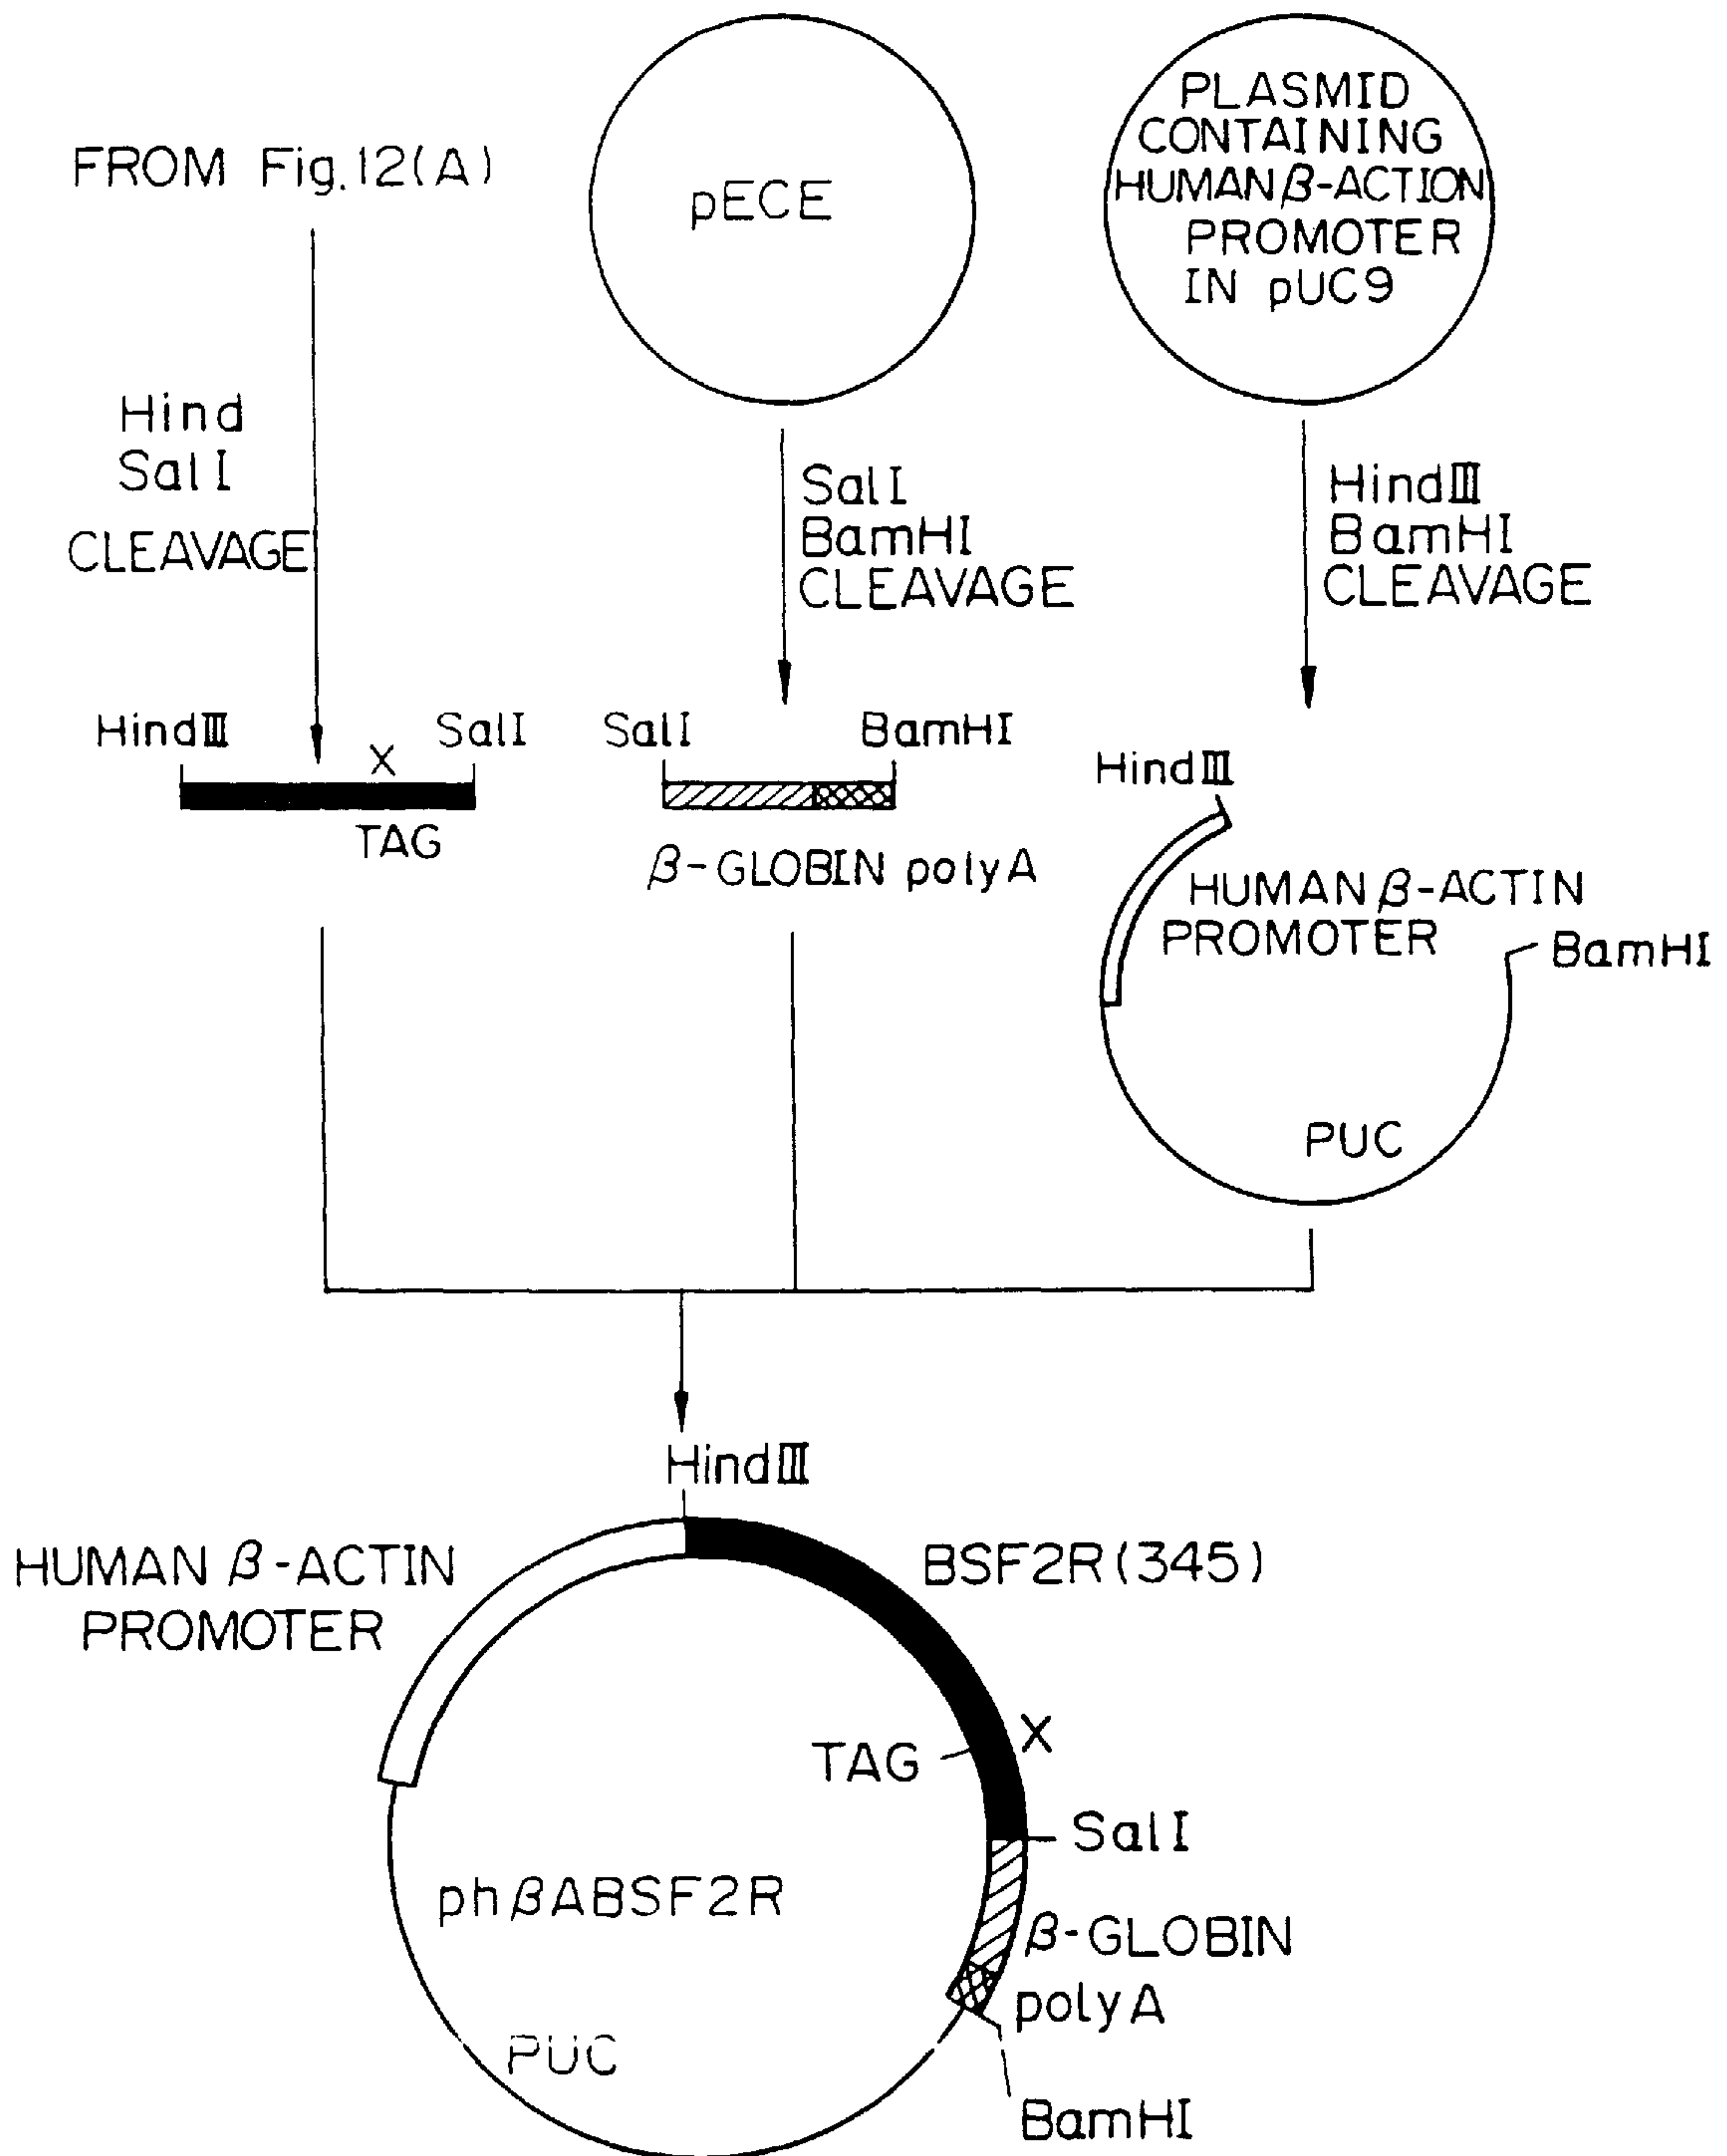 FROM Fig.12(A)
pECE
PLASMID
CONTAINING
HUMAN β-ACTION
PROMOTER
IN pUC9
Hind
SalI
CLEAVAGE
SalI
BamHI
CLEAVAGE
HindⅢ
BamHI
CLEAVAGE
HindⅢ
X
SalI
TAG
SalI
BamHI
β-GLOBIN polyA
HindⅢ
HUMAN β-ACTIN
PROMOTER
BamHI
PUC
HindⅢ
HUMAN β-ACTIN
PROMOTER
BSF2R(345)
TAG
X
SalI
phβABSF2R
β-GLOBIN
polyA
PUC
BamHI